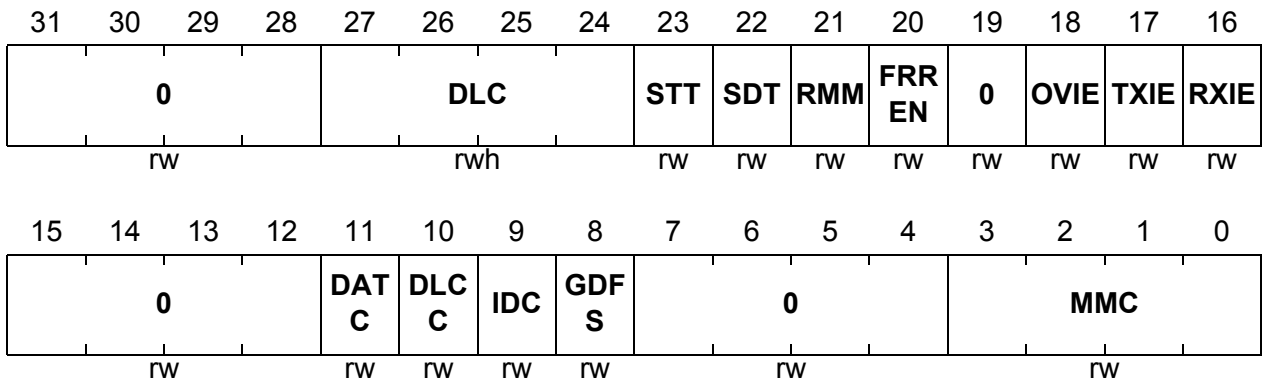 31 30 29 28 27 26 25 24 23 22 21 20 19 18 17 16
0 DLC STT SDT RMM FRR EN 0 OVIE TXIE RXIE
rw rwh rw rw rw rw rw rw rw rw
15 14 13 12 11 10 9 8 7 6 5 4 3 2 1 0
0 DAT C DLC C IDC GDF S 0 MMC
rw rw rw rw rw rw rw